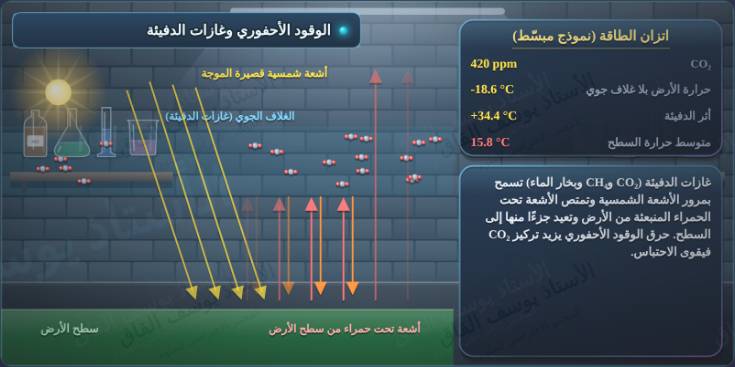 الوقود الأحفوري وغازات الدفيئة
اتزان الطاقة (نموذج مبسّط)
CO₂ 420 ppm
حرارة الأرض بلا غلاف جوي -18.6 °C
أثر الدفيئة +34.4 °C
متوسط حرارة السطح 15.8 °C
أشعة شمسية قصيرة الموجة
الغلاف الجوي (غازات الدفيئة)
غازات الدفيئة (CO₂ وCH₄ وبخار الماء) تسمح
بمرور الأشعة الشمسية وتمتص الأشعة تحت
الحمراء المنبعثة من الأرض وتعيد جزءًا منها إلى
السطح. حرق الوقود الأحفوري يزيد تركيز CO₂
فيقوى الاحتباس.
أشعة تحت حمراء من سطح الأرض
سطح الأرض